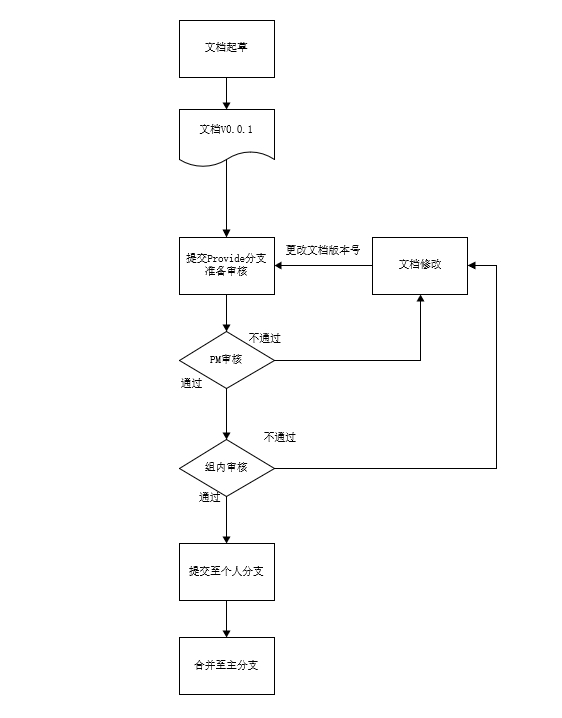 文档起草
文档V0.0.1
更改文档版本号
提交Provide分支
准备审核
文档修改
不通过
PM审核
通过
不通过
组内审核
通过
提交至个人分支
合并至主分支